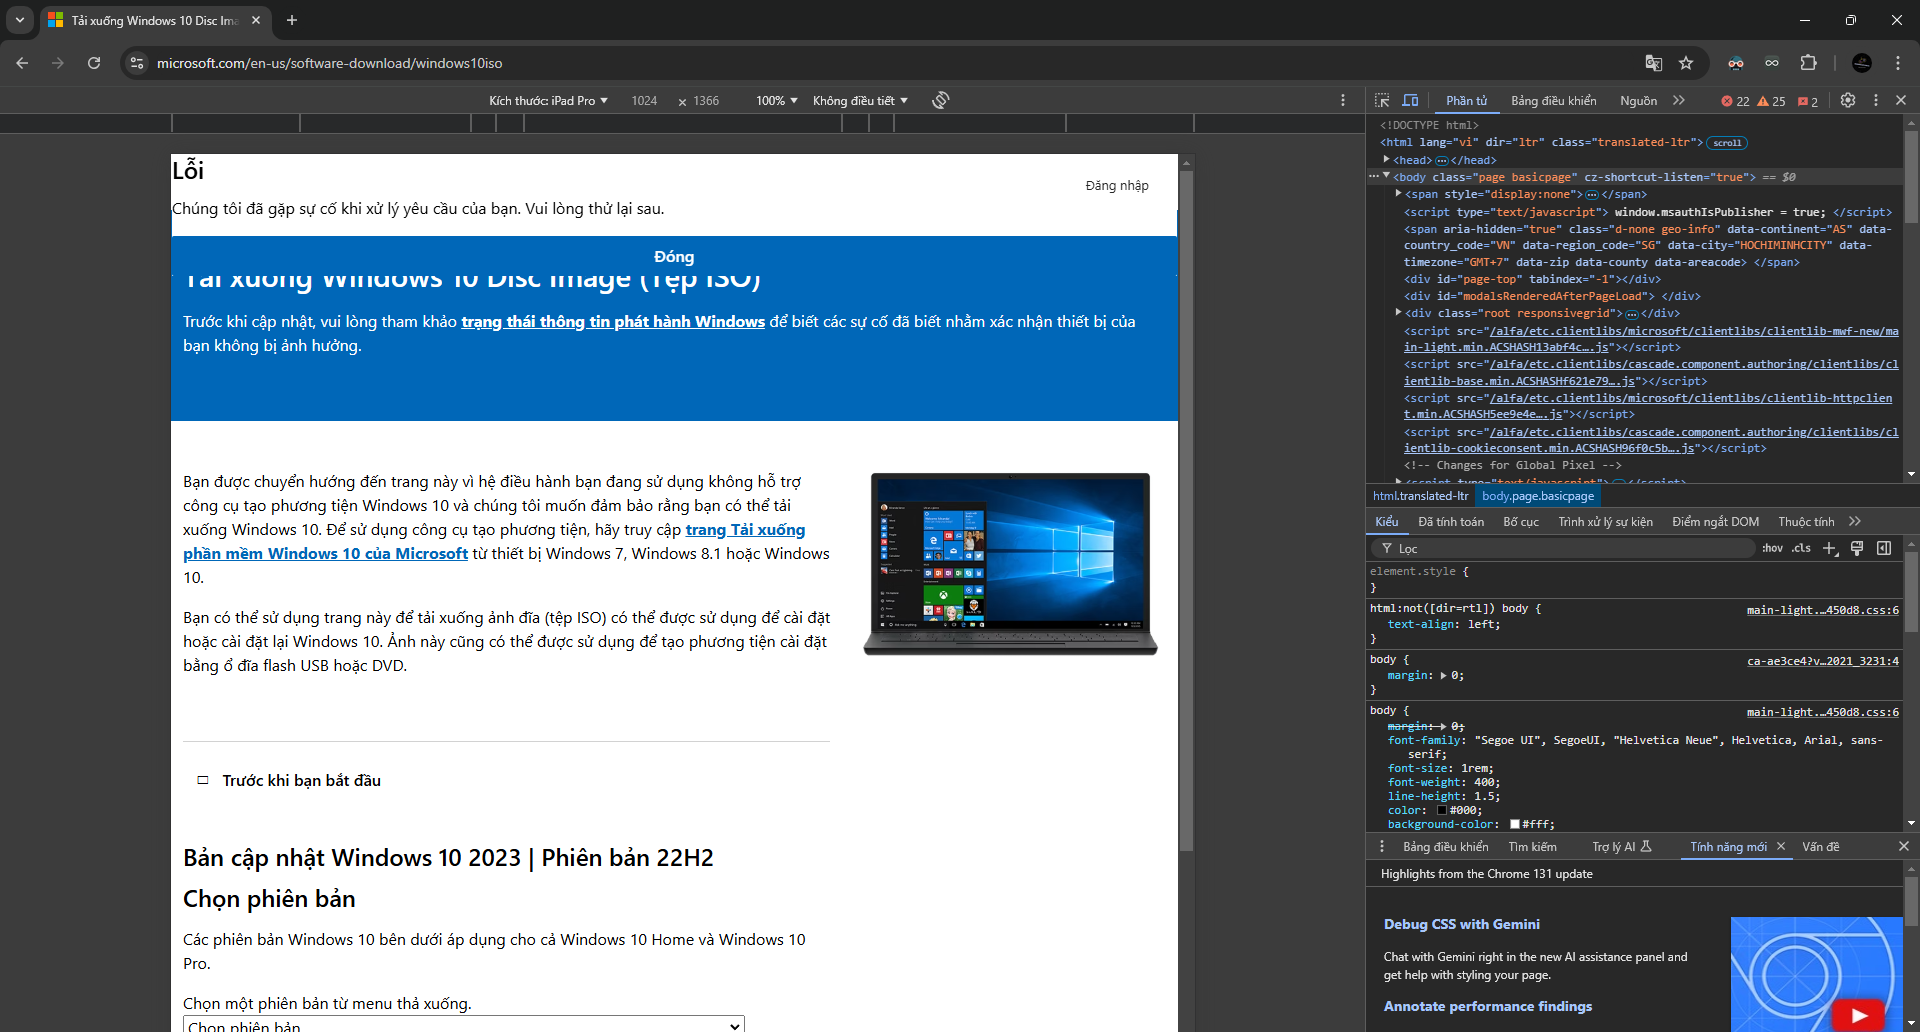 Tải xuống Windows 10 Disc Ima
microsoft.com/en-us/software-download/windows10iso
Kích thước: iPad Pro
1024
×
1366
100%
Không điều tiết
Lỗi
Đăng nhập
Chúng tôi đã gặp sự cố khi xử lý yêu cầu của bạn. Vui lòng thử lại sau.
Đóng
Tải xuống Windows 10 Disc Image (Tệp ISO)
Trước khi cập nhật, vui lòng tham khảo trạng thái thông tin phát hành Windows để biết các sự cố đã biết nhằm xác nhận thiết bị của
bạn không bị ảnh hưởng.
Bạn được chuyển hướng đến trang này vì hệ điều hành bạn đang sử dụng không hỗ trợ
công cụ tạo phương tiện Windows 10 và chúng tôi muốn đảm bảo rằng bạn có thể tải
xuống Windows 10. Để sử dụng công cụ tạo phương tiện, hãy truy cập trang Tải xuống
phần mềm Windows 10 của Microsoft từ thiết bị Windows 7, Windows 8.1 hoặc Windows
10.
Bạn có thể sử dụng trang này để tải xuống ảnh đĩa (tệp ISO) có thể được sử dụng để cài đặt
hoặc cài đặt lại Windows 10. Ảnh này cũng có thể được sử dụng để tạo phương tiện cài đặt
bằng ổ đĩa flash USB hoặc DVD.
Trước khi bạn bắt đầu
Bản cập nhật Windows 10 2023 | Phiên bản 22H2
Chọn phiên bản
Các phiên bản Windows 10 bên dưới áp dụng cho cả Windows 10 Home và Windows 10
Pro.
Chọn một phiên bản từ menu thả xuống.
Chọn phiên bản
Phần tử
Bảng điều khiển
Nguồn
22
25
2
<!DOCTYPE html>
<html lang="vi" dir="ltr" class="translated-ltr"> scroll
<head> </head>
<body class="page basicpage" cz-shortcut-listen="true"> == $0
<span style="display:none"> </span>
<script type="text/javascript"> window.msauthIsPublisher = true; </script>
<span aria-hidden="true" class="d-none geo-info" data-continent="AS" data-
country_code="VN" data-region_code="SG" data-city="HOCHIMINHCITY" data-
timezone="GMT+7" data-zip data-county data-areacode> </span>
<div id="page-top" tabindex="-1"></div>
<div id="modalsRenderedAfterPageLoad"> </div>
<div class="root responsivegrid"> </div>
<script src="/alfa/etc.clientlibs/microsoft/clientlibs/clientlib-mwf-new/ma
in-light.min.ACSHASH13abf4c….js"></script>
<script src="/alfa/etc.clientlibs/cascade.component.authoring/clientlibs/cl
ientlib-base.min.ACSHASHf621e79….js"></script>
<script src="/alfa/etc.clientlibs/microsoft/clientlibs/clientlib-httpclien
t.min.ACSHASH5ee9e4e….js"></script>
<script src="/alfa/etc.clientlibs/cascade.component.authoring/clientlibs/cl
ientlib-cookieconsent.min.ACSHASH96f0c5b….js"></script>
<!-- Changes for Global Pixel -->
<script type="text/javascript"> </script>
html.translated-ltr
body.page.basicpage
Kiểu
Đã tính toán
Bố cục
Trình xử lý sự kiện
Điểm ngắt DOM
Thuộc tính
Lọc
:hov
.cls
element.style {
}
html:not([dir=rtl]) body {
main-light.…450d8.css:6
text-align: left;
}
body {
ca-ae3ce4?v…2021_3231:4
margin: 0;
}
body {
main-light.…450d8.css:6
margin: 0;
font-family: "Segoe UI", SegoeUI, "Helvetica Neue", Helvetica, Arial, sans-
serif;
font-size: 1rem;
font-weight: 400;
line-height: 1.5;
color: #000;
background-color: #fff;
Bảng điều khiển
Tìm kiếm
Trợ lý AI
Tính năng mới
Vấn đề
Highlights from the Chrome 131 update
Debug CSS with Gemini
Chat with Gemini right in the new AI assistance panel and
get help with styling your page.
Annotate performance findings